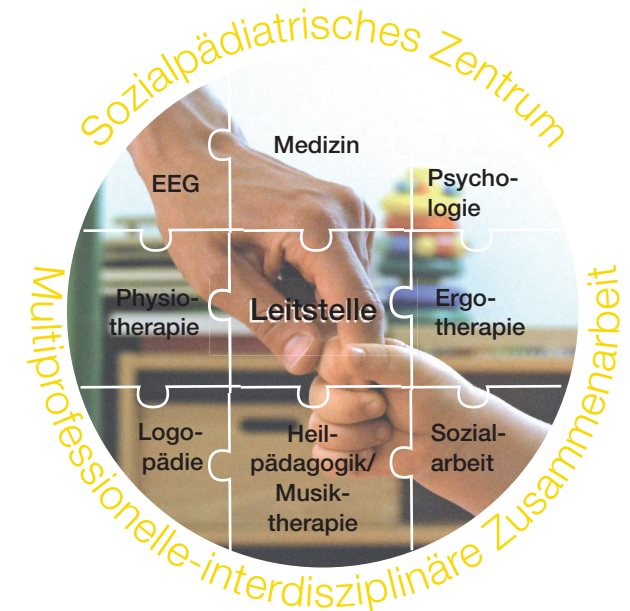 Sozialpädiatrisches Zentrum
Medizin
EEG
Psycho-
logie
Physio-
therapie
Leitstelle
Ergo-
therapie
Logo-
pädie
Heil-
pädagogik/
Musik-
therapie
Sozial-
arbeit
Multiprofessionelle-interdisziplinäre Zusammenarbeit